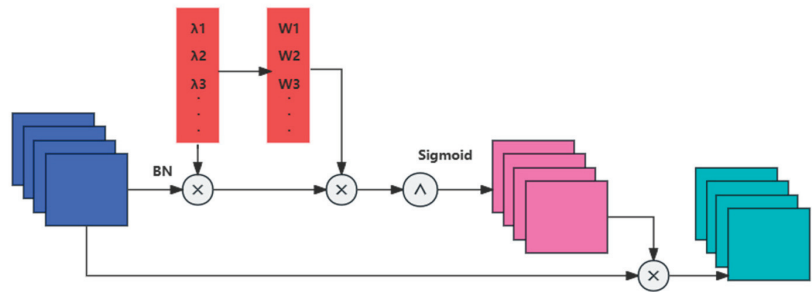 λ1
λ2
λ3
.
.
.
W1
W2
W3
.
.
.
BN
×
×
Sigmoid
×